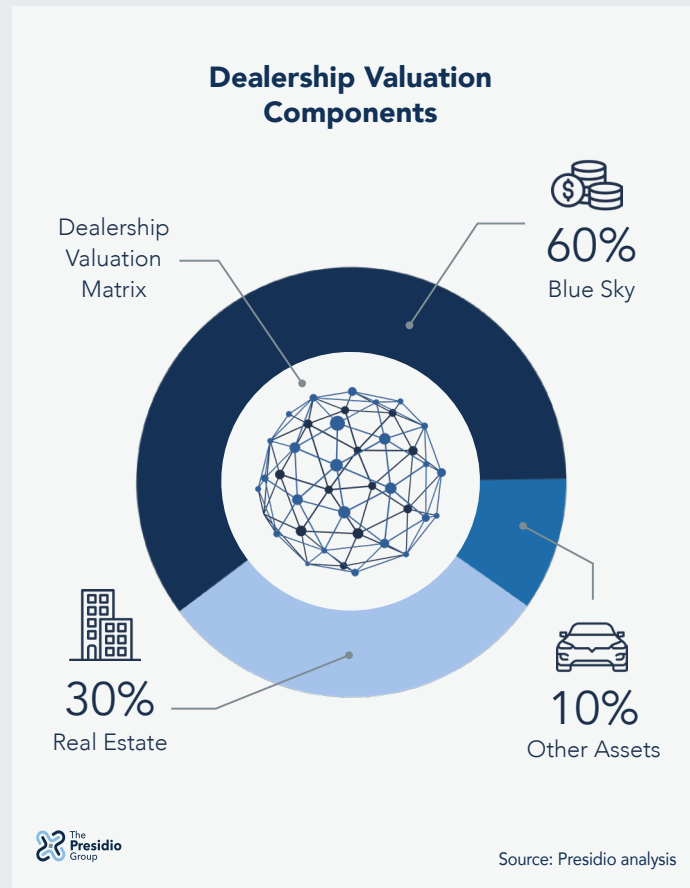 Dealership Valuation
Components
Dealership
Valuation
Matrix
$
60%
Blue Sky
30%
Real Estate
10%
Other Assets
The
Presidio
Group
Source: Presidio analysis